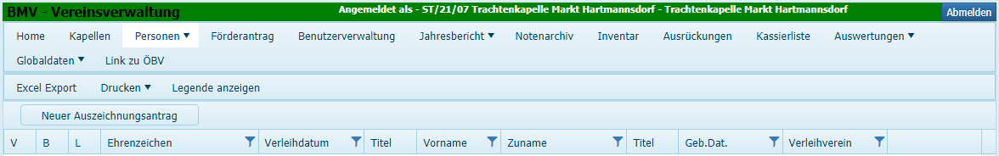 BMV - Vereinsverwaltung Angemeldet als - ST/21/07 Trachtenkapelle Markt Hartmannsdorf - Trachtenkapelle Markt Hartmannsdorf Abmelden
Home Kapellen Personen Förderantrag Benutzerverwaltung Jahresbericht Notenarchiv Inventar Ausrückungen Kassierliste Auswertungen
Globaldaten Link zu ÖBV
Excel Export Drucken Legende anzeigen
Neuer Auszeichnungsantrag
V B L Ehrenzeichen Verleihdatum Titel Vorname Zuname Titel Geb.Dat. Verleihverein